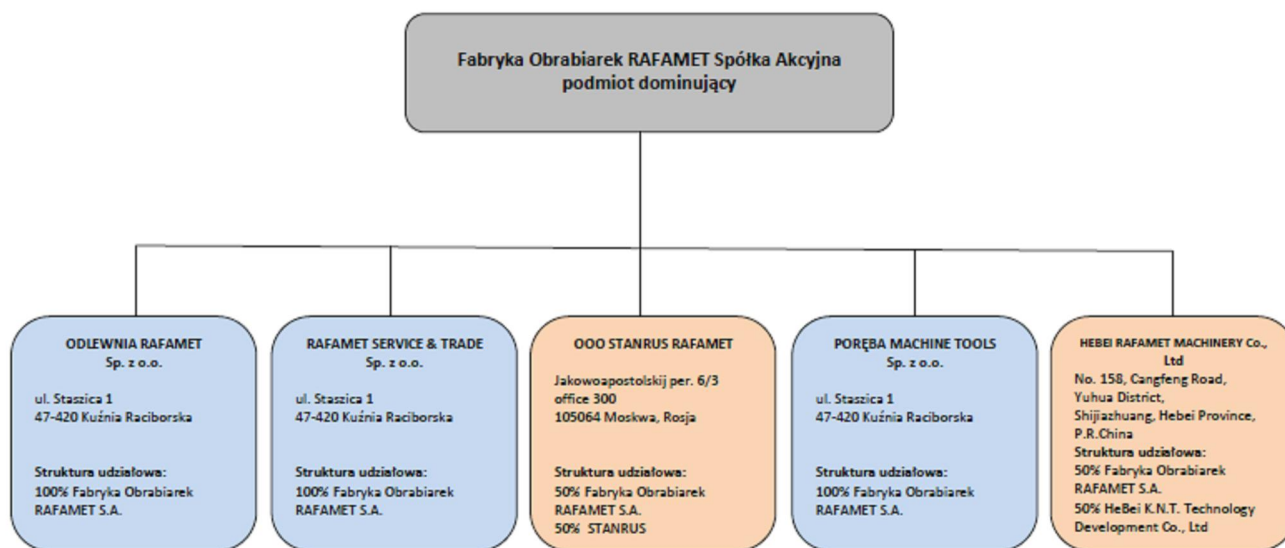 Fabryka Obrabiarek RAFAMET Spółka Akcyjna
podmiot dominujący
ODLEWNIA RAFAMET
Sp. z o.o.
ul. Staszica 1
47-420 Kuźnia Raciborska
Struktura udziałowa:
100% Fabryka Obrabiarek
RAFAMET S.A.
RAFAMET SERVICE & TRADE
Sp. z o.o.
ul. Staszica 1
47-420 Kuźnia Raciborska
Struktura udziałowa:
100% Fabryka Obrabiarek
RAFAMET S.A.
OOO STANRUS RAFAMET
Jakowoapostolskij per. 6/3
office 300
105064 Moskwa, Rosja
Struktura udziałowa:
50% Fabryka Obrabiarek
RAFAMET S.A.
50% STANRUS
PORĘBA MACHINE TOOLS
Sp. z o.o.
ul. Staszica 1
47-420 Kuźnia Raciborska
Struktura udziałowa:
100% Fabryka Obrabiarek
RAFAMET S.A.
HEBEI RAFAMET MACHINERY Co.,
Ltd
No. 158, Cangfeng Road,
Yuhua District,
Shijiazhuang, Hebei Province,
P.R.China
Struktura udziałowa:
50% Fabryka Obrabiarek
RAFAMET S.A.
50% HeBei K.N.T. Technology
Development Co., Ltd